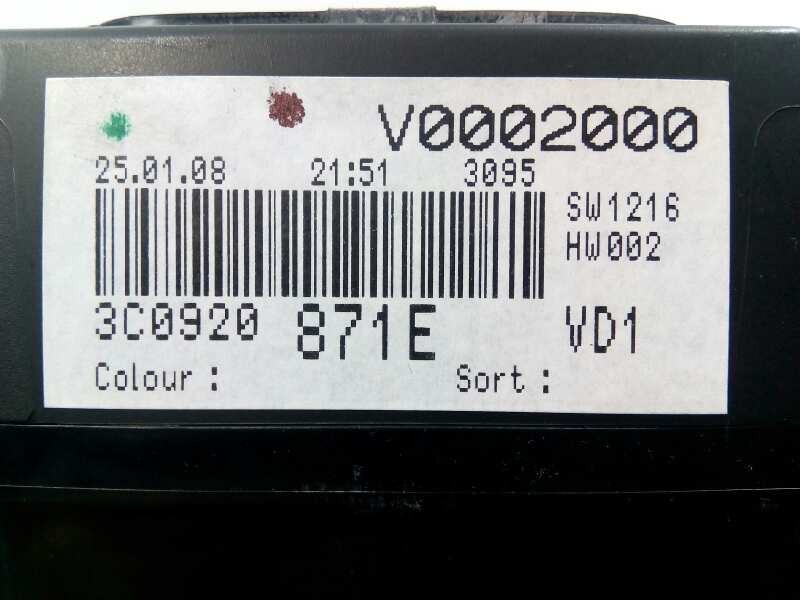 V0002000
25.01.08 21:51 3095
SW1216
HW002
3C0920 871E VD1
Colour : Sort :